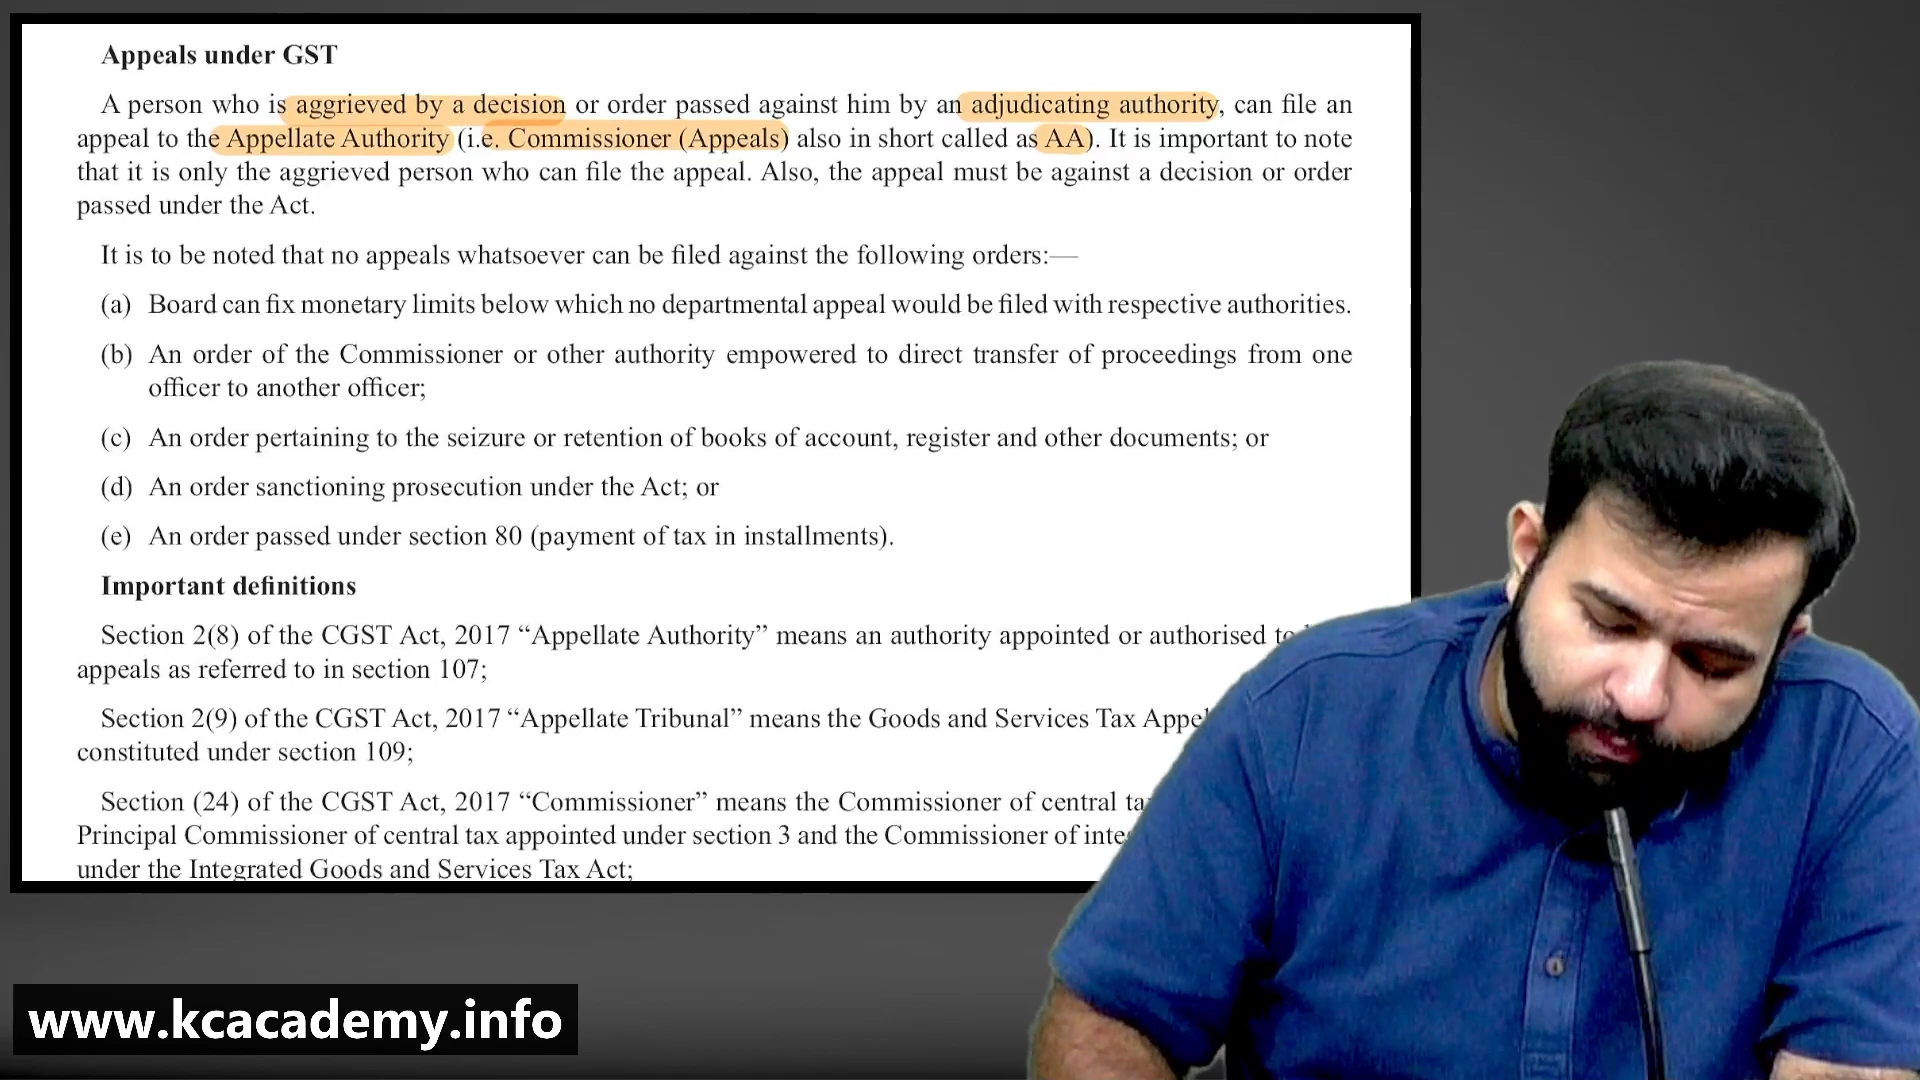 Appeals under GST
A person who is aggrieved by a decision or order passed against him by an adjudicating authority, can file an
appeal to the Appellate Authority (i.e. Commissioner (Appeals) also in short called as AA). It is important to note
that it is only the aggrieved person who can file the appeal. Also, the appeal must be against a decision or order
passed under the Act.
It is to be noted that no appeals whatsoever can be filed against the following orders:—
(a) Board can fix monetary limits below which no departmental appeal would be filed with respective authorities.
(b) An order of the Commissioner or other authority empowered to direct transfer of proceedings from one
officer to another officer;
(c) An order pertaining to the seizure or retention of books of account, register and other documents; or
(d) An order sanctioning prosecution under the Act; or
(e) An order passed under section 80 (payment of tax in installments).
Important definitions
Section 2(8) of the CGST Act, 2017 “Appellate Authority” means an authority appointed or authorised to
appeals as referred to in section 107;
Section 2(9) of the CGST Act, 2017 “Appellate Tribunal” means the Goods and Services Tax
constituted under section 109;
Section (24) of the CGST Act, 2017 “Commissioner” means the Commissioner of central
Principal Commissioner of central tax appointed under section 3 and the Commissioner of
under the Integrated Goods and Services Tax Act;
www.kcacademy.info